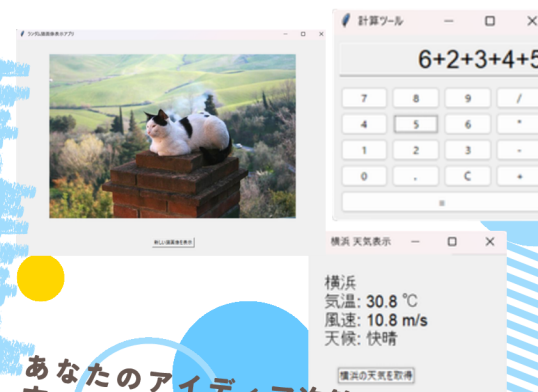 ランダム猫画像表示アプリ
新しい猫画像を表示
計算ツール
6+2+3+4+5
7 8 9 /
4 5 6 *
1 2 3 -
0 . C +
=
横浜 天気表示
横浜
気温: 30.8 ℃
風速: 10.8 m/s
天候: 快晴
横浜の天気を取得
あなたのアイディア